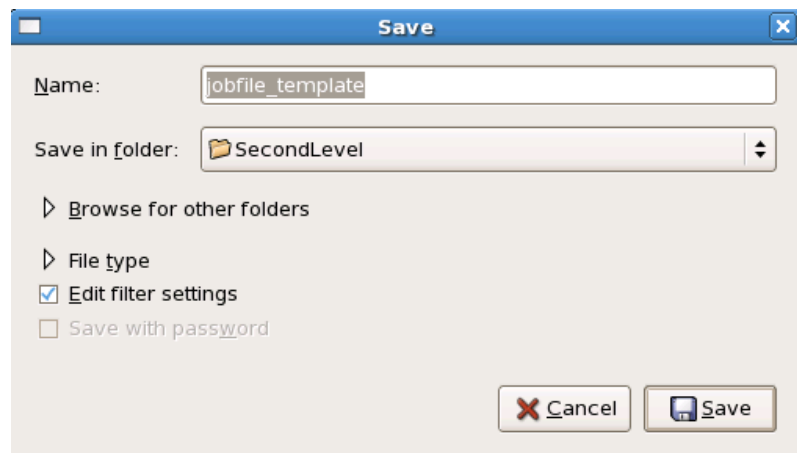 Save
Name: jobfile_template
Save in folder: SecondLevel
Browse for other folders
File type
Edit filter settings
Save with password
Cancel Save